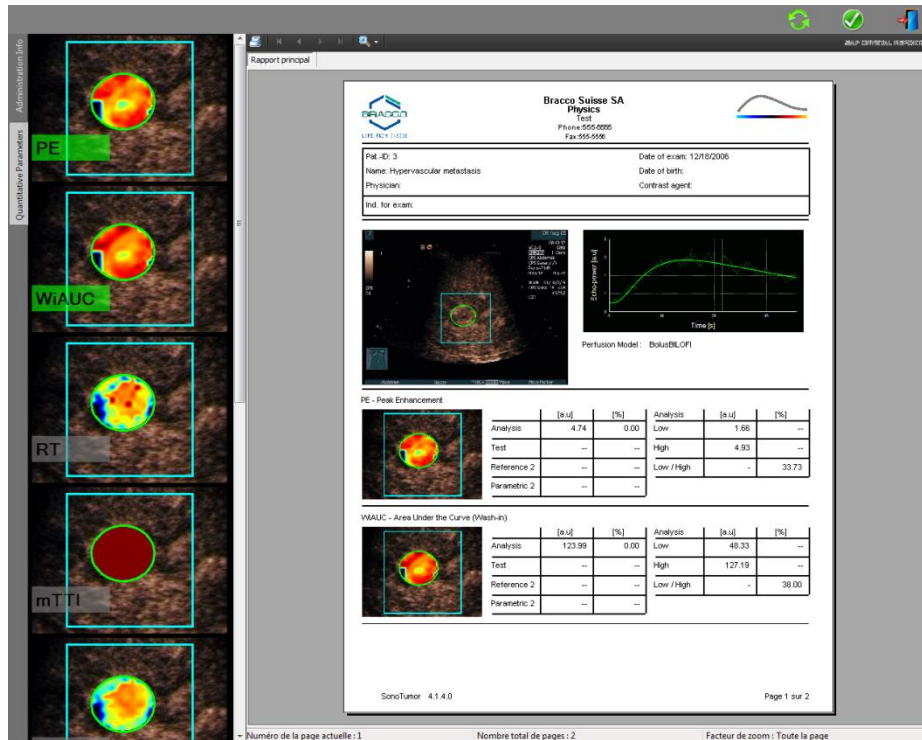 Administration Info
Quantitative Parameters
PE
WiAUC
RT
mTTI
Rapport principal
BRACCO
LIFE FROM INSIDE
Bracco Suisse SA
Physics
Test
Phone:555-6665
Fax:555-5556
Pat.-ID: 3
Date of exam: 12/18/2006
Name: Hypervascular metastasis
Date of birth:
Physician:
Contrast agent:
Ind. for exam:
Echo-power [a.u]
Time [s]
Perfusion Model : BolusBILOFI
PE - Peak Enhancement
[a.u] [%] Analysis [a.u] [%]
Analysis 4.74 0.00 Low 1.66 --
Test -- -- High 4.93 --
Reference 2 -- -- Low / High - 33.73
Parametric 2 -- --
WiAUC - Area Under the Curve (Wash-in)
[a.u] [%] Analysis [a.u] [%]
Analysis 123.99 0.00 Low 48.33 --
Test -- -- High 127.19 --
Reference 2 -- -- Low / High - 38.00
Parametric 2 -- --
SonoTumor 4.1.4.0
Page 1 sur 2
Numéro de la page actuelle : 1
Nombre total de pages : 2
Facteur de zoom : Toute la page